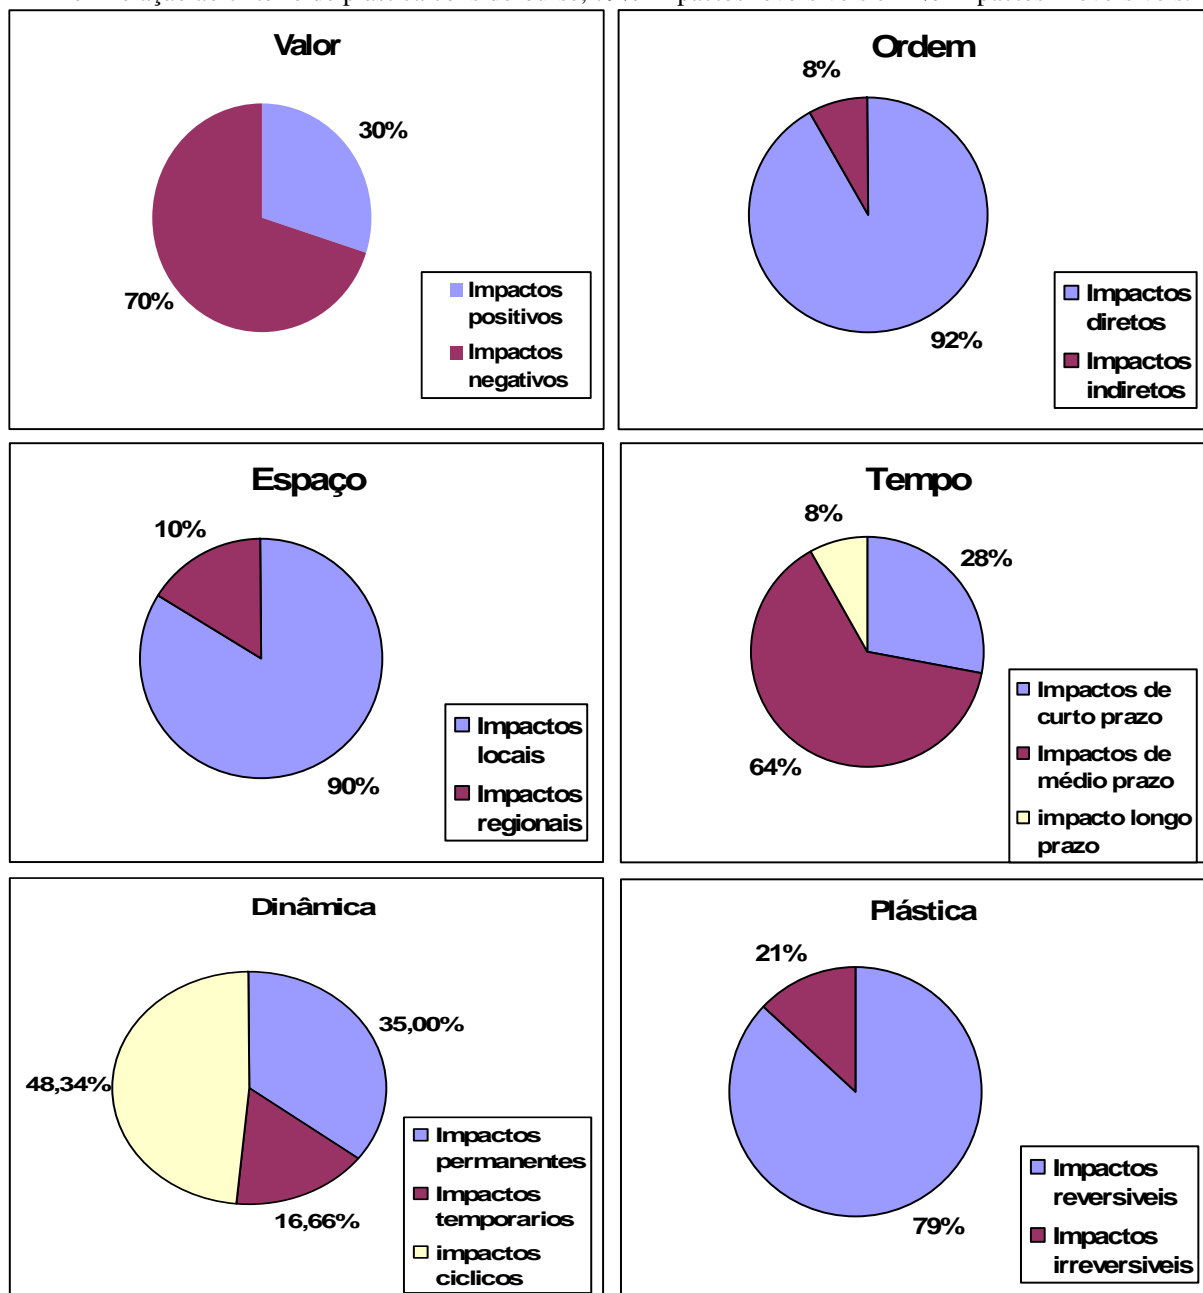 Valor
30%
70%
Impactos
positivos
Impactos
negativos
Ordem
8%
92%
Impactos
diretos
Impactos
indiretos
Espaço
10%
90%
Impactos
locais
Impactos
regionais
Tempo
8%
28%
64%
Impactos de
curto prazo
Impactos de
médio prazo
impacto longo
prazo
Dinâmica
35,00%
48,34%
16,66%
Impactos
permanentes
Impactos
temporarios
impactos
ciclicos
Plástica
21%
79%
Impactos
reversiveis
Impactos
irreversiveis